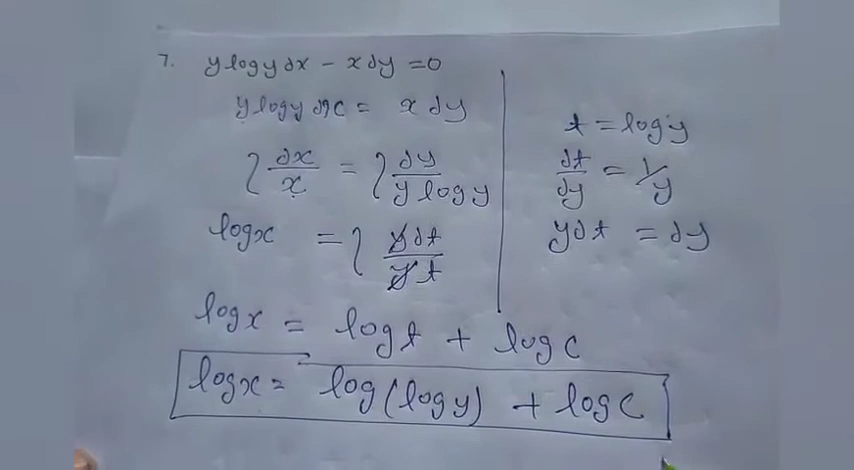 7. y log y dx - x dy = 0
y log y dx = x dy
∫ dx/x = ∫ dy/(y log y)
log x = ∫ y dt/(y t)
log x = log t + log c
log x = log(log y) + log c
t = log y
dt/dy = 1/y
y dt = dy